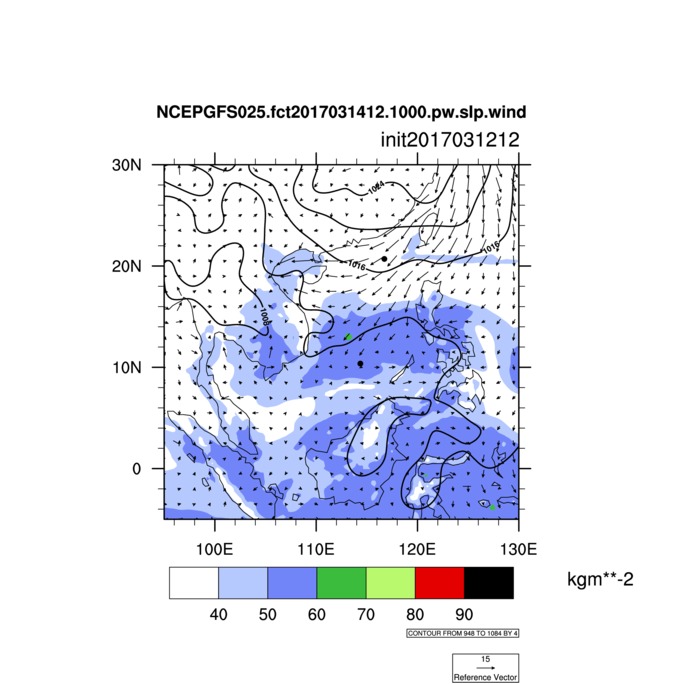 NCEPGFS025.fct2017031412.1000.pw.slp.wind
init2017031212
30N
1024
1016
20N
1016
1008
10N
0
100E 110E 120E 130E
kgm**-2
40 50 60 70 80 90
CONTOUR FROM 948 TO 1084 BY 4
15
Reference Vector